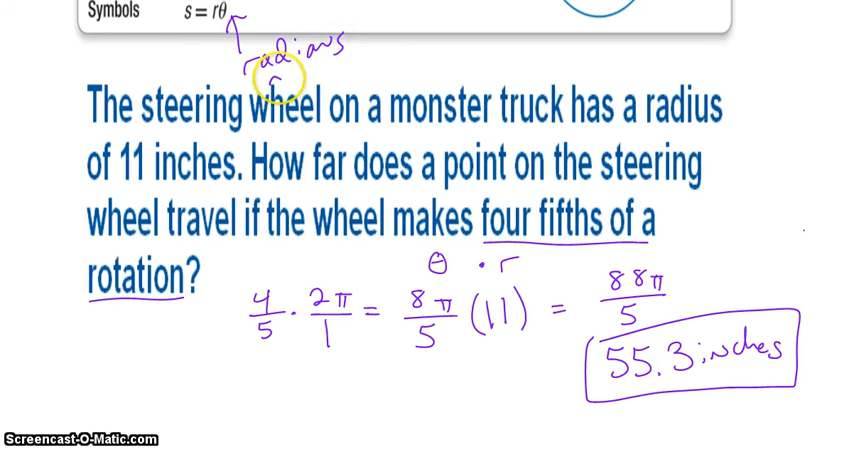 Symbols s = rθ
radians
The steering wheel on a monster truck has a radius
of 11 inches. How far does a point on the steering
wheel travel if the wheel makes four fifths of a
rotation?
θ · r
4/5 · 2π/1 = 8π/5 (11) = 88π/5
55.3 inches
Screencast-O-Matic.com